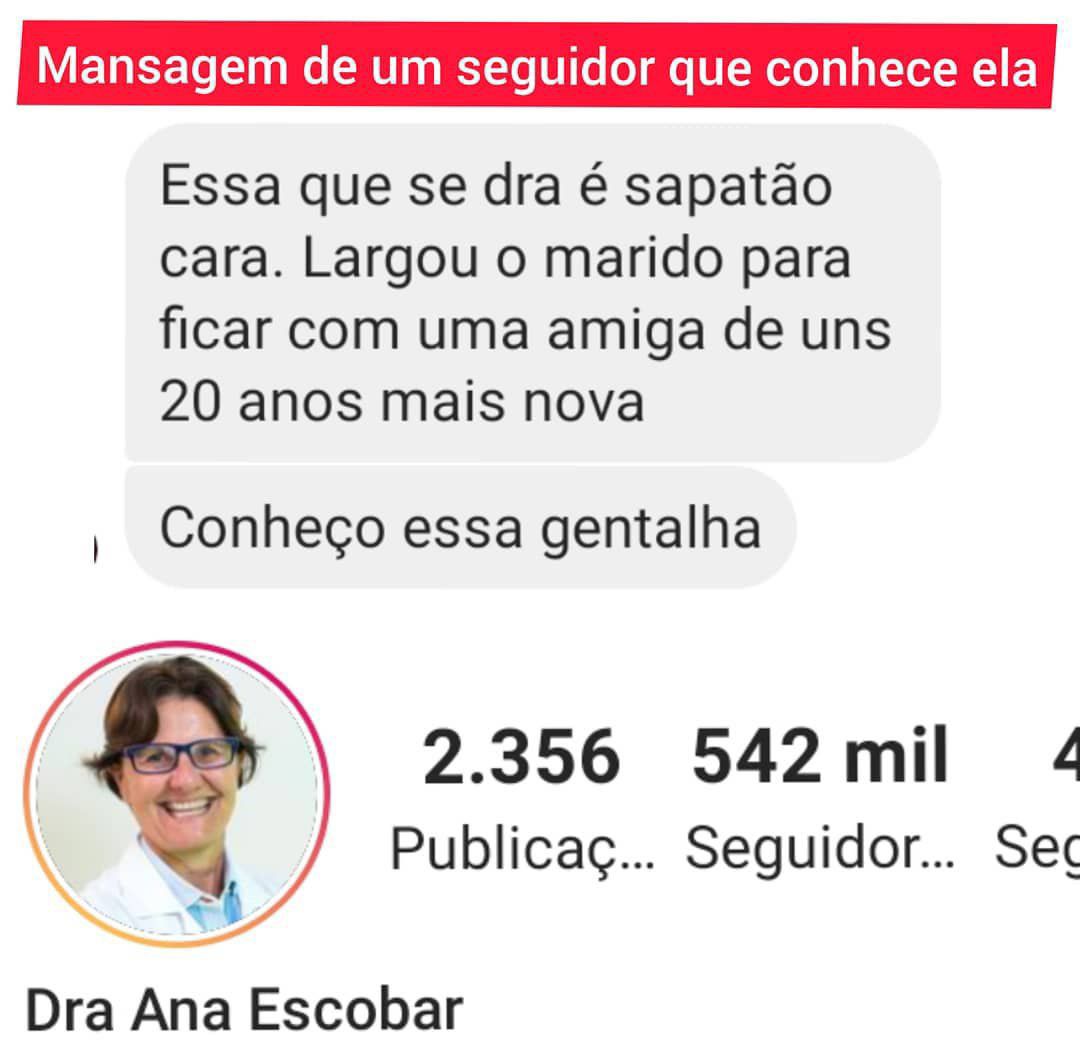 Mansagem de um seguidor que conhece ela
Essa que se dra é sapatão
cara. Largou o marido para
ficar com uma amiga de uns
20 anos mais nova
Conheço essa gentalha
2.356 542 mil 4
Publicaç... Seguidor... Seg
Dra Ana Escobar